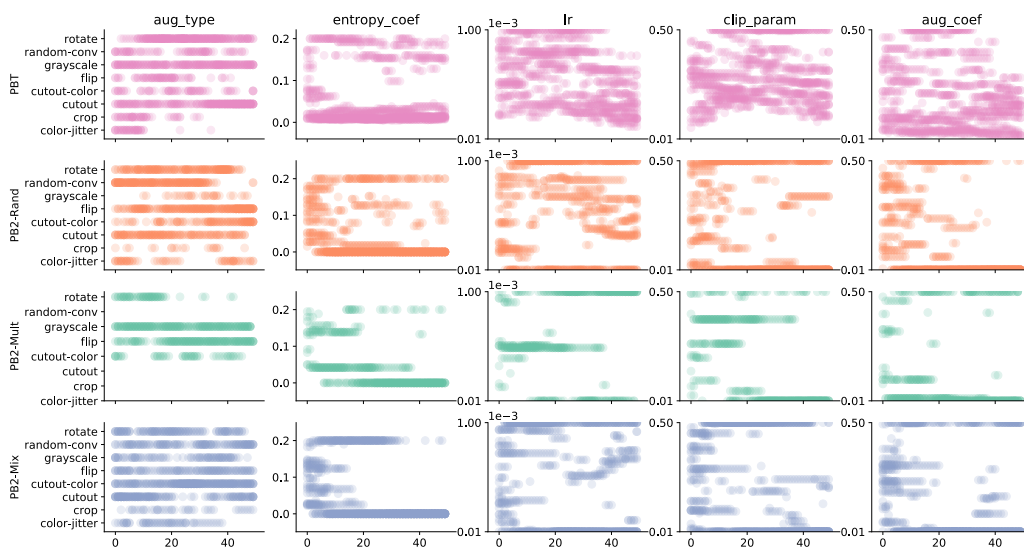 aug_type entropy_coef lr clip_param aug_coef
1e−3
PBT
rotate
random-conv
grayscale
flip
cutout-color
cutout
crop
color-jitter
0.2
0.1
0.0
1.00
0.01
0.50
0.01
0.50
0.01
1e−3
PB2-Rand
rotate
random-conv
grayscale
flip
cutout-color
cutout
crop
color-jitter
0.2
0.1
0.0
1.00
0.01
0.50
0.01
0.50
0.01
1e−3
PB2-Mult
rotate
random-conv
grayscale
flip
cutout-color
cutout
crop
color-jitter
0.2
0.1
0.0
1.00
0.01
0.50
0.01
0.50
0.01
1e−3
PB2-Mix
rotate
random-conv
grayscale
flip
cutout-color
cutout
crop
color-jitter
0.2
0.1
0.0
1.00
0.01
0.50
0.01
0.50
0.01
0 20 40 0 20 40 0 20 40 0 20 40 0 20 40